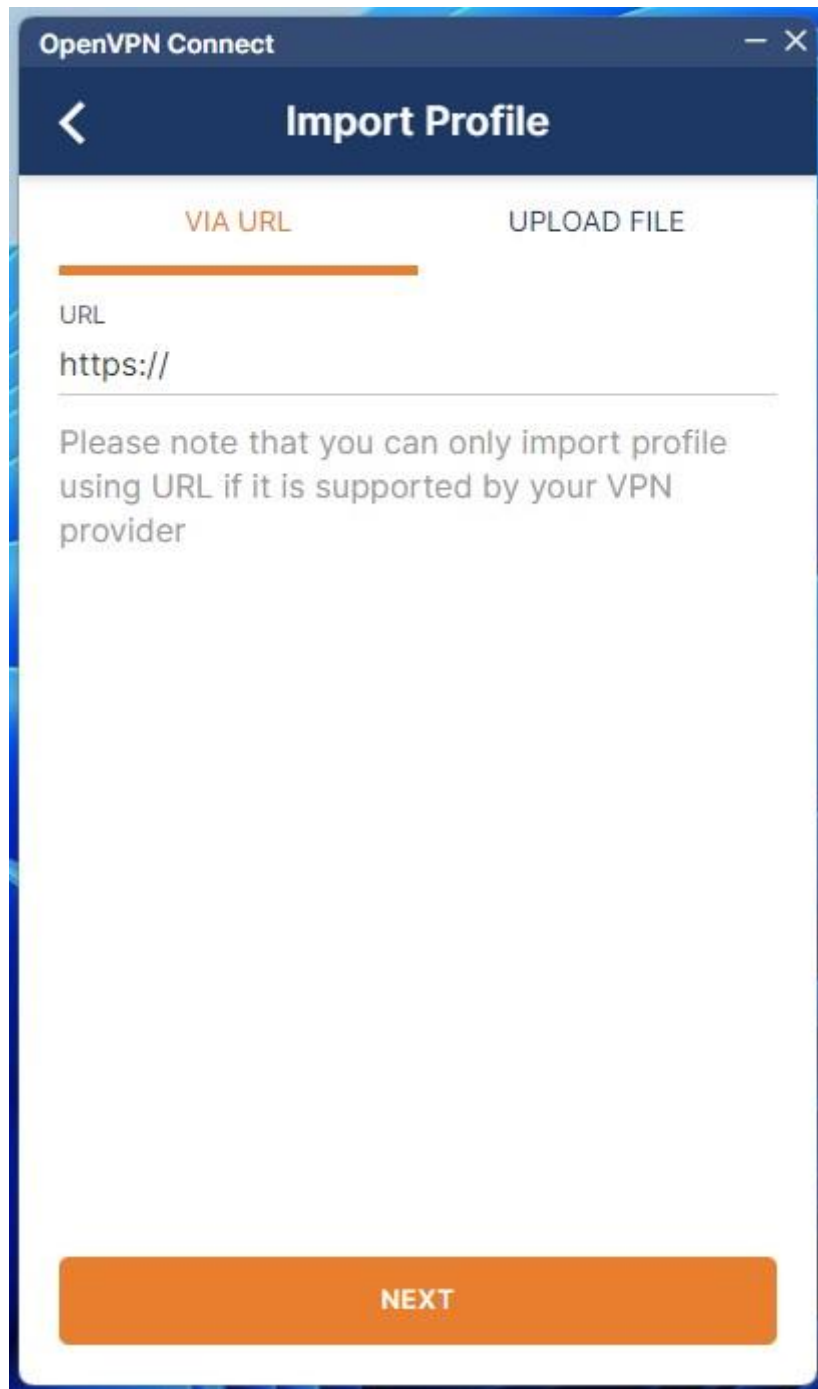 OpenVPN Connect
Import Profile
VIA URL
UPLOAD FILE
URL
https://
Please note that you can only import profile
using URL if it is supported by your VPN
provider
NEXT